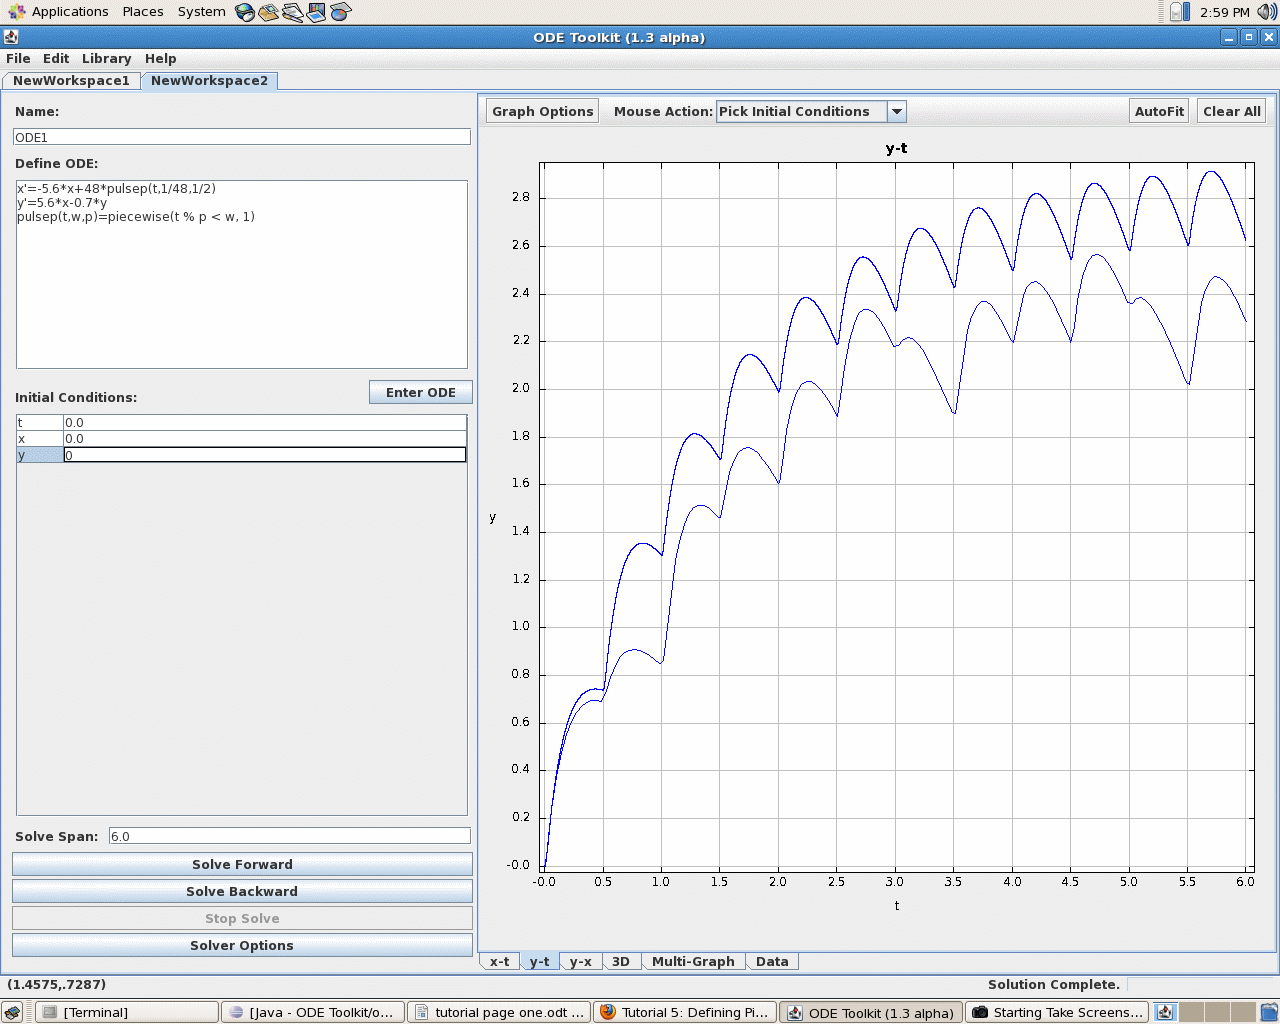 Applications Places System 2:59 PM
ODE Toolkit (1.3 alpha)
File Edit Library Help
NewWorkspace1 NewWorkspace2
Name:
ODE1
Define ODE:
x'=-5.6*x+48*pulsep(t,1/48,1/2)
y'=5.6*x-0.7*y
pulsep(t,w,p)=piecewise(t % p < w, 1)
Enter ODE
Initial Conditions:
t 0.0
x 0.0
y 0
Solve Span: 6.0
Solve Forward
Solve Backward
Stop Solve
Solver Options
Graph Options Mouse Action: Pick Initial Conditions AutoFit Clear All
y-t
2.8
2.6
2.4
2.2
2.0
1.8
1.6
y
1.4
1.2
1.0
0.8
0.6
0.4
0.2
-0.0
-0.0 0.5 1.0 1.5 2.0 2.5 3.0 3.5 4.0 4.5 5.0 5.5 6.0
t
x-t y-t y-x 3D Multi-Graph Data
(1.4575,.7287) Solution Complete.
[Terminal] [Java - ODE Toolkit/o... tutorial page one.odt ... Tutorial 5: Defining Pi... ODE Toolkit (1.3 alpha) Starting Take Screens...